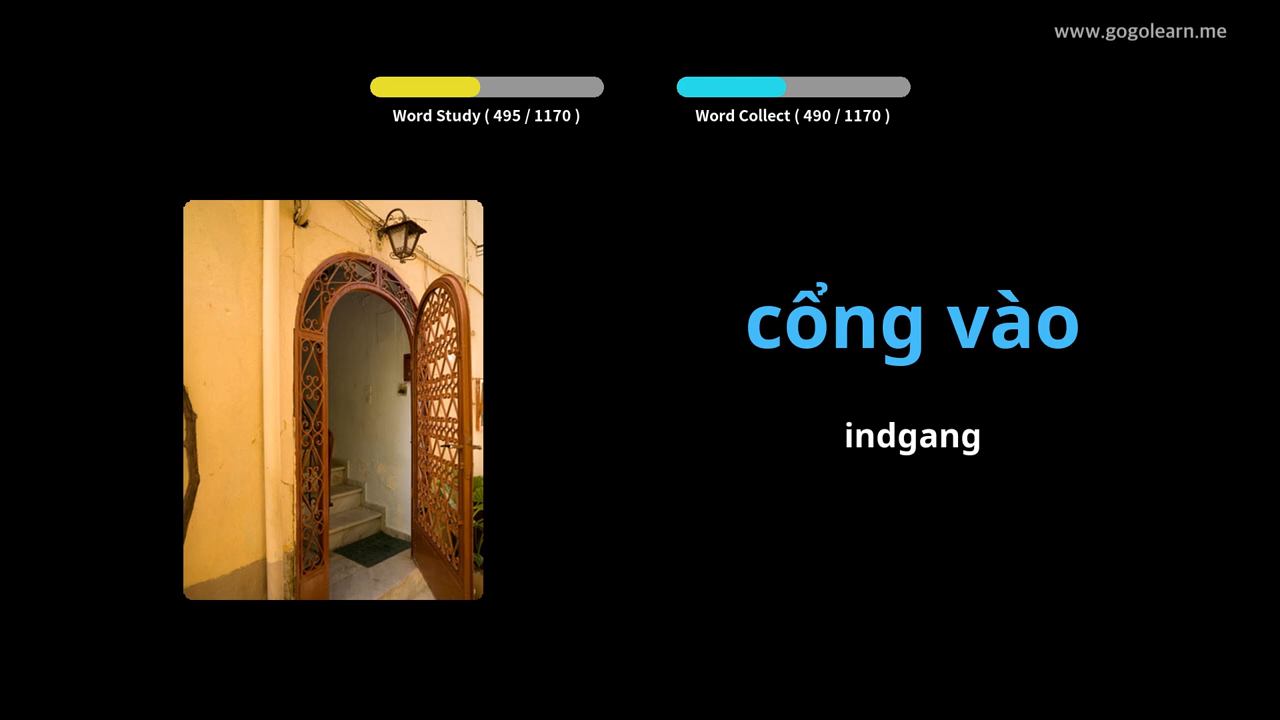 www.gogolearn.me
Word Study ( 495 / 1170 )
Word Collect ( 490 / 1170 )
cổng vào
indgang